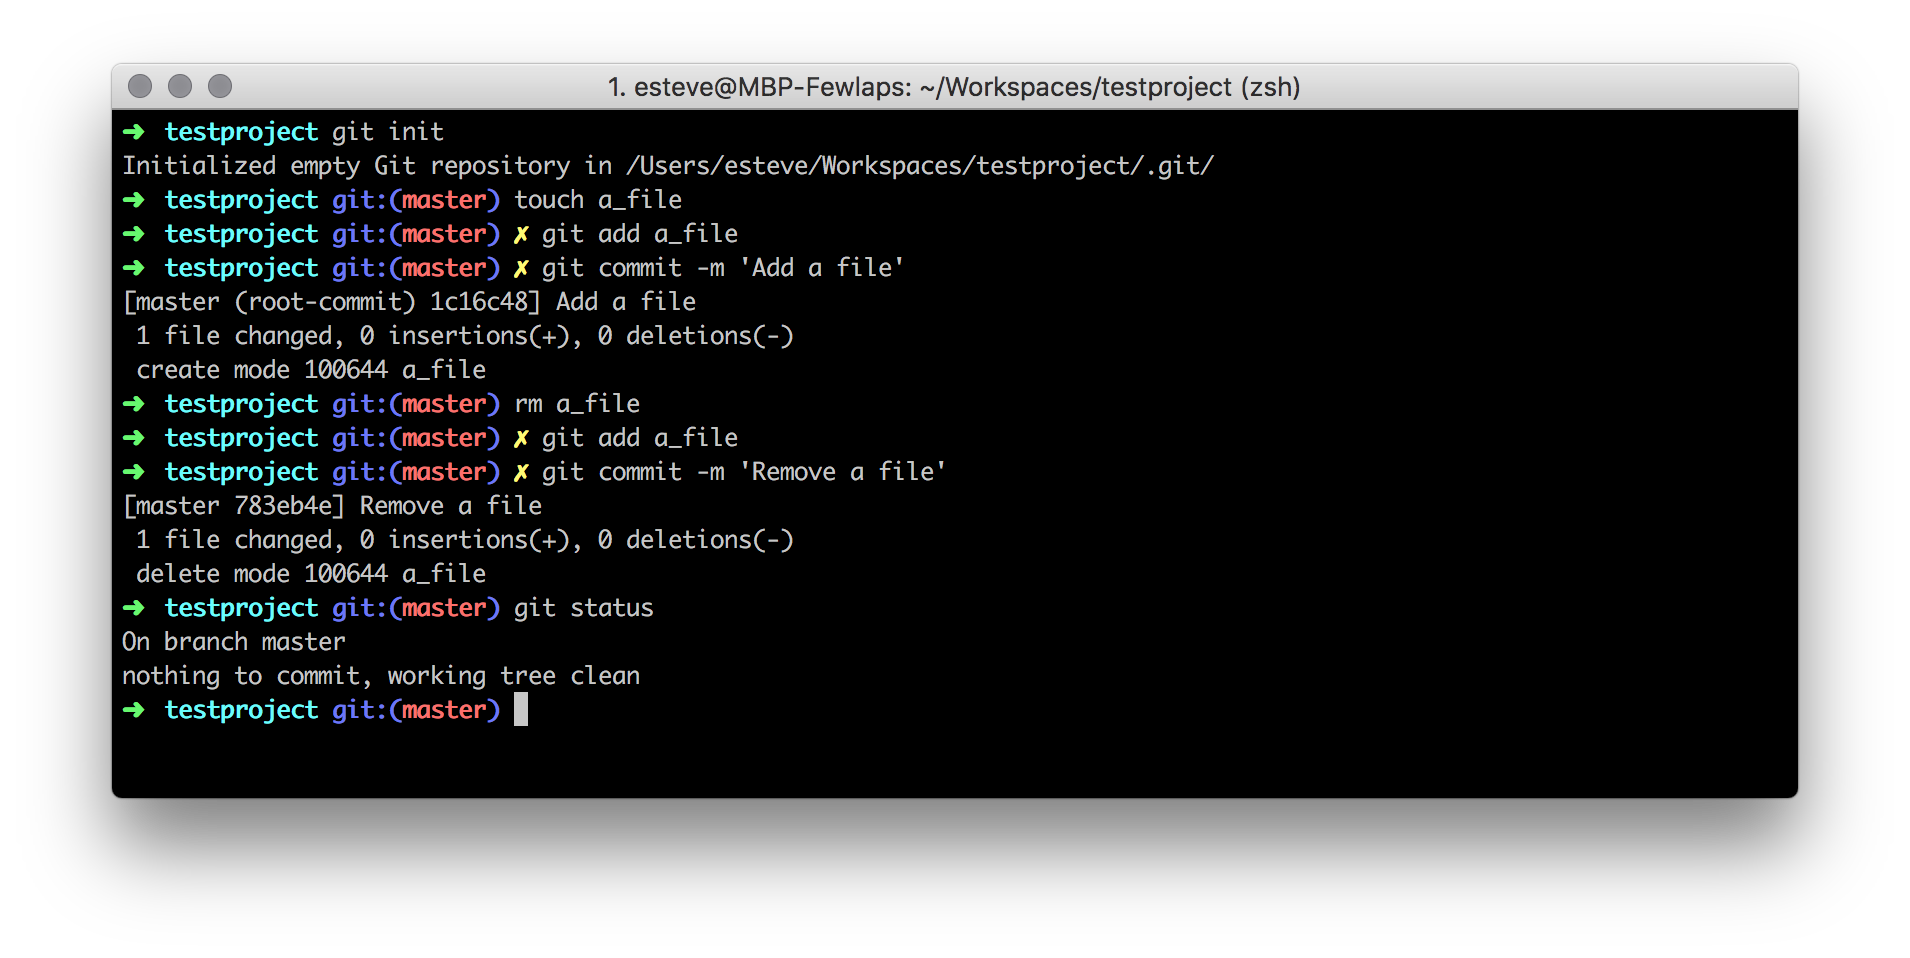 1. esteve@MBP-Fewlaps: ~/Workspaces/testproject (zsh)
➜ testproject git init
Initialized empty Git repository in /Users/esteve/Workspaces/testproject/.git/
➜ testproject git:(master) touch a_file
➜ testproject git:(master) ✗ git add a_file
➜ testproject git:(master) ✗ git commit -m 'Add a file'
[master (root-commit) 1c16c48] Add a file
 1 file changed, 0 insertions(+), 0 deletions(-)
 create mode 100644 a_file
➜ testproject git:(master) rm a_file
➜ testproject git:(master) ✗ git add a_file
➜ testproject git:(master) ✗ git commit -m 'Remove a file'
[master 783eb4e] Remove a file
 1 file changed, 0 insertions(+), 0 deletions(-)
 delete mode 100644 a_file
➜ testproject git:(master) git status
On branch master
nothing to commit, working tree clean
➜ testproject git:(master)